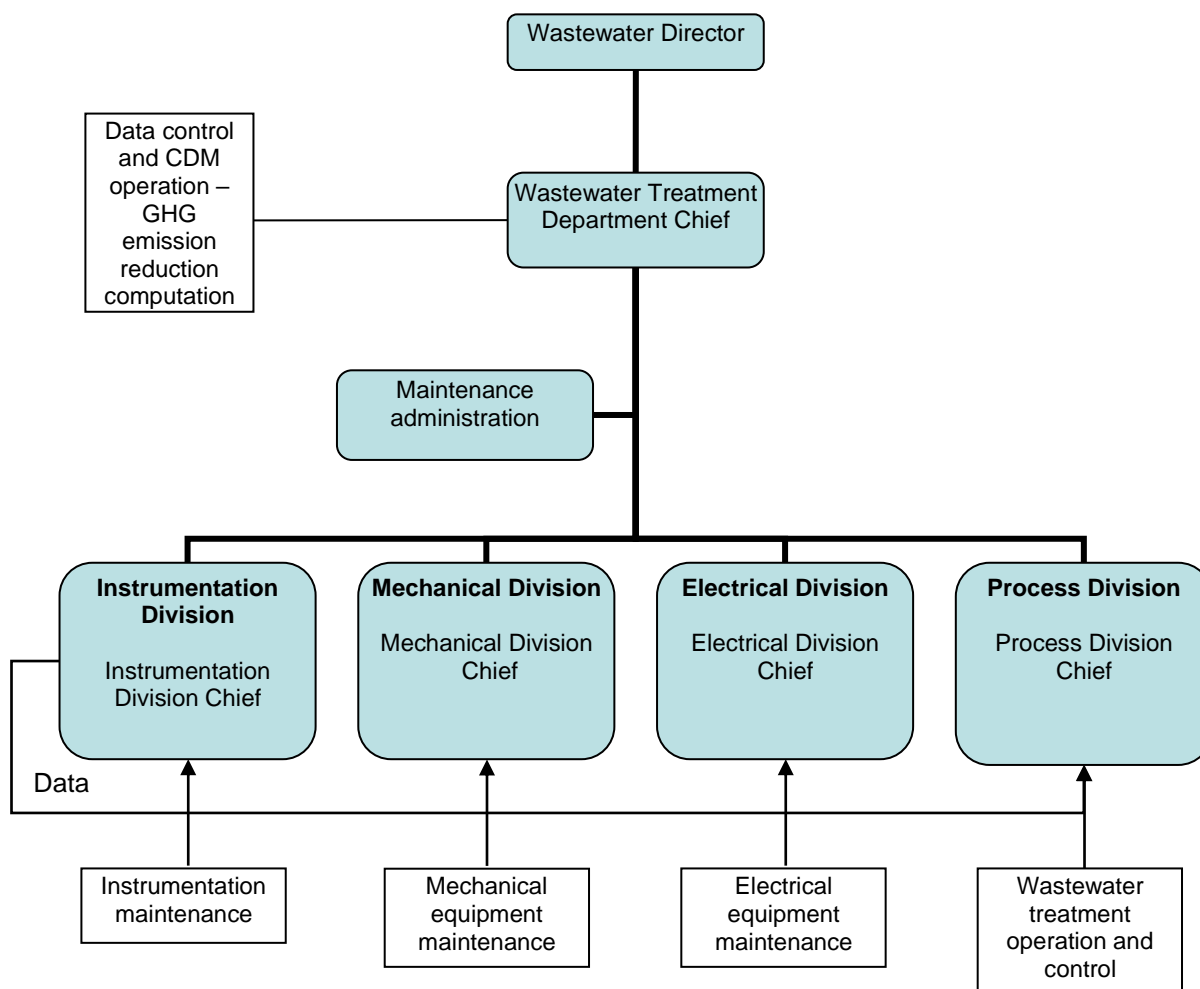 Wastewater Director
Data control
and CDM
operation –
GHG
emission
reduction
computation
Wastewater Treatment
Department Chief
Maintenance
administration
Instrumentation
Division
Instrumentation
Division Chief
Mechanical Division
Mechanical Division
Chief
Electrical Division
Electrical Division
Chief
Process Division
Process Division
Chief
Data
Instrumentation
maintenance
Mechanical
equipment
maintenance
Electrical
equipment
maintenance
Wastewater
treatment
operation and
control